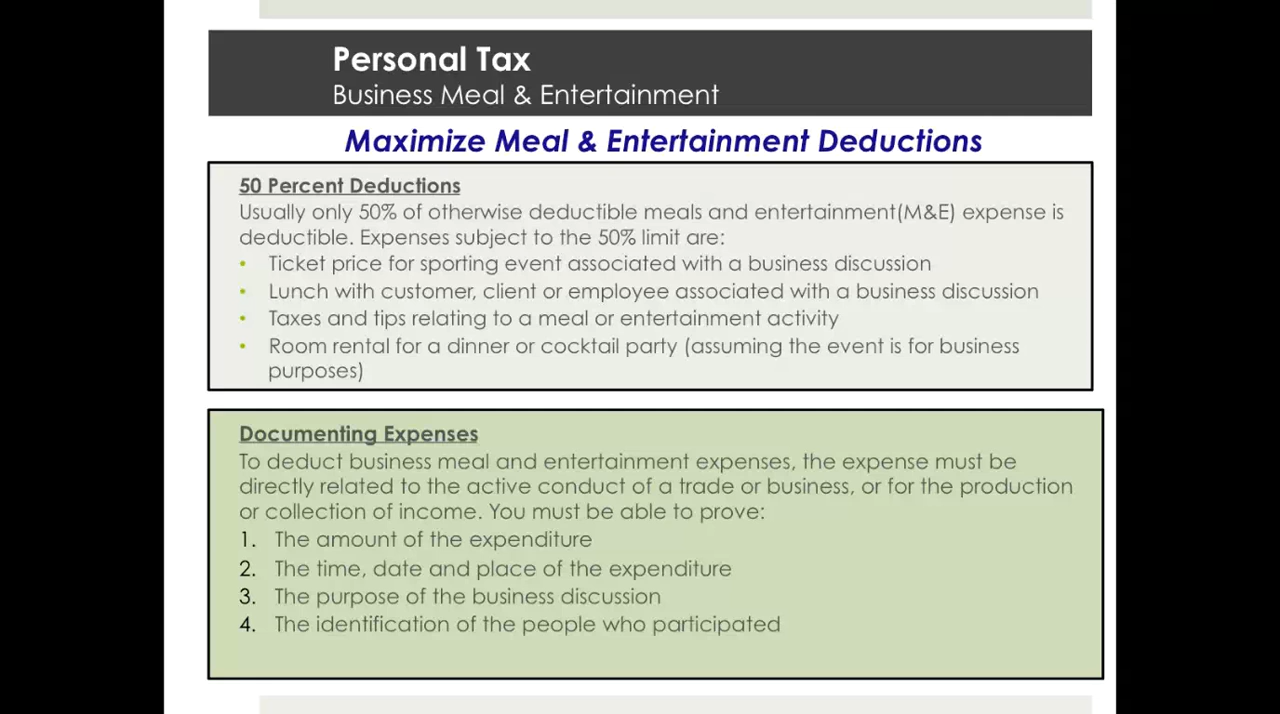 Personal Tax
Business Meal & Entertainment
Maximize Meal & Entertainment Deductions
50 Percent Deductions
Usually only 50% of otherwise deductible meals and entertainment(M&E) expense is
deductible. Expenses subject to the 50% limit are:
• Ticket price for sporting event associated with a business discussion
• Lunch with customer, client or employee associated with a business discussion
• Taxes and tips relating to a meal or entertainment activity
• Room rental for a dinner or cocktail party (assuming the event is for business
purposes)
Documenting Expenses
To deduct business meal and entertainment expenses, the expense must be
directly related to the active conduct of a trade or business, or for the production
or collection of income. You must be able to prove:
1. The amount of the expenditure
2. The time, date and place of the expenditure
3. The purpose of the business discussion
4. The identification of the people who participated